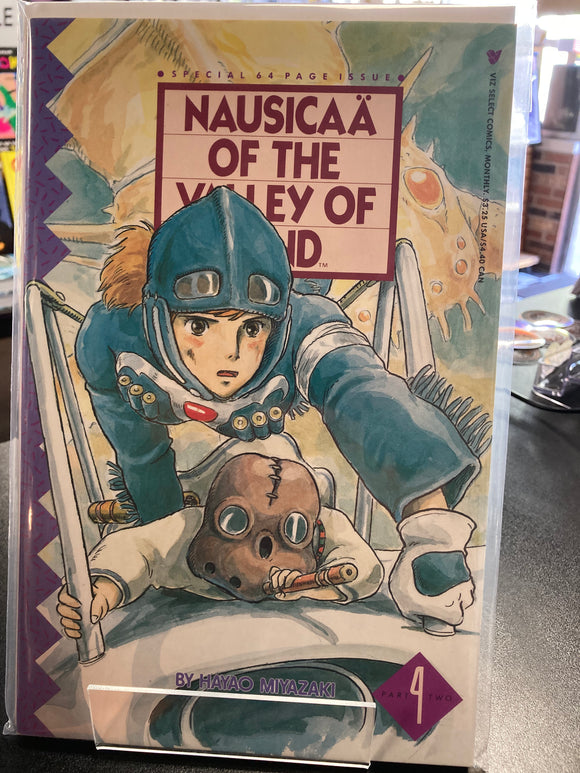 • SPECIAL 64 PAGE ISSUE •
NAUSICAÄ
OF THE
VALLEY OF
ND™
VIZ SELECT COMICS, MONTHLY. $3.25 USA/$4.40 CAN
BY HAYAO MIYAZAKI
PART 4 TWO